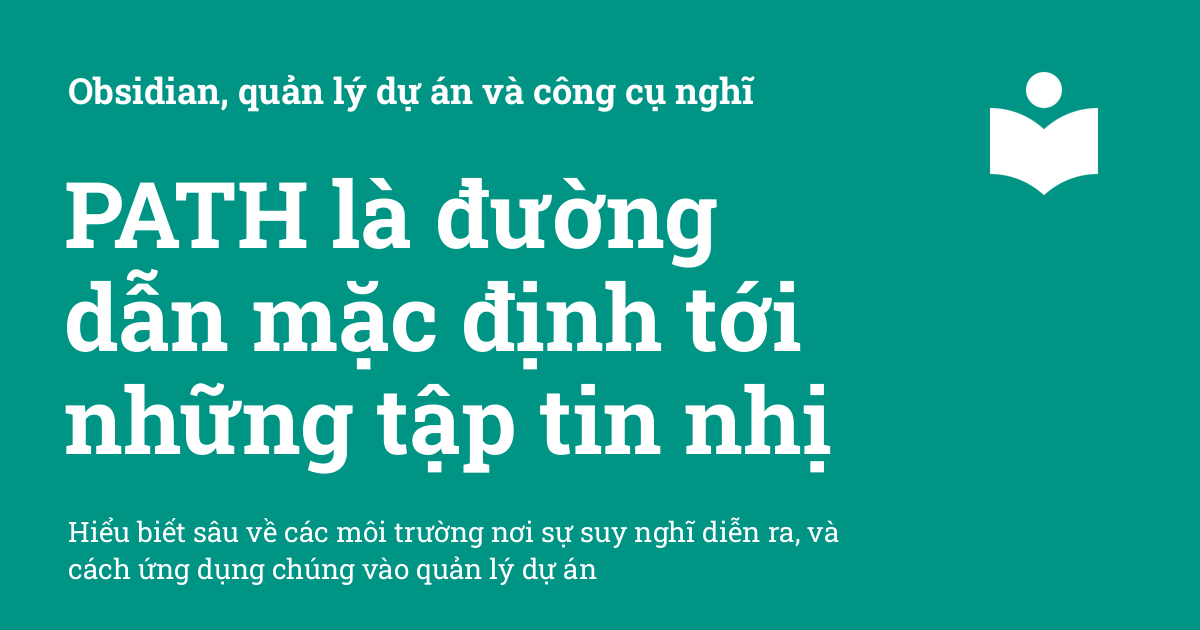 Obsidian, quản lý dự án và công cụ nghĩ
PATH là đường
dẫn mặc định tới
những tập tin nhị
Hiểu biết sâu về các môi trường nơi sự suy nghĩ diễn ra, và
cách ứng dụng chúng vào quản lý dự án